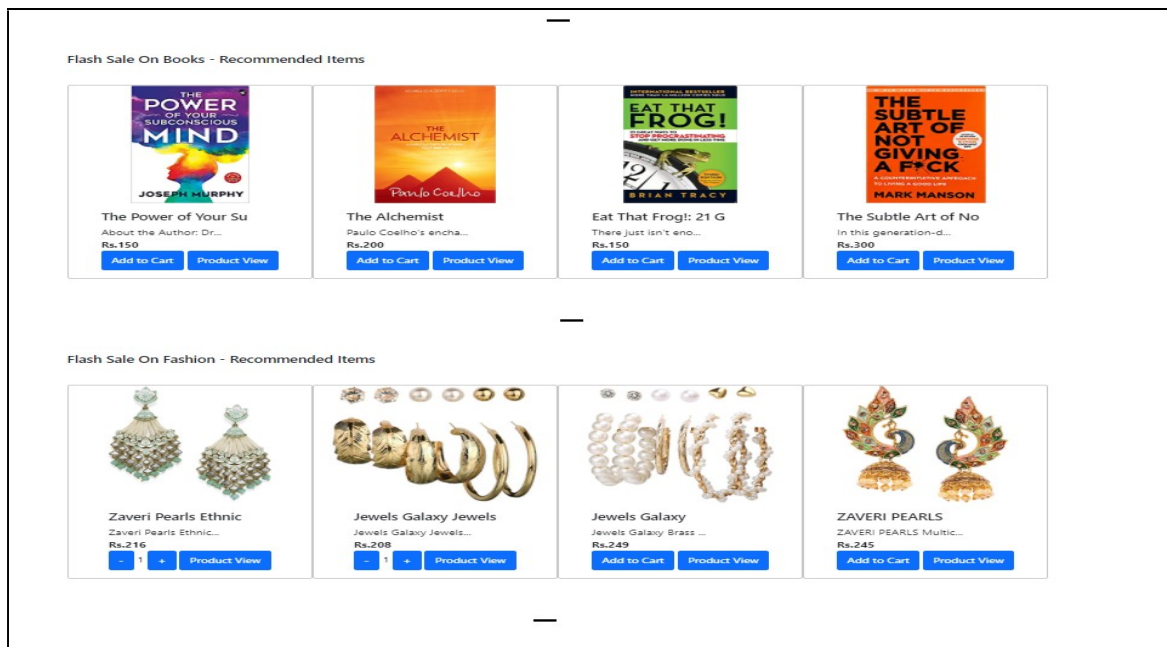 Flash Sale On Books - Recommended Items
THE
POWER
OF YOUR
SUBCONSCIOUS
MIND
JOSEPH MURPHY
The Power of Your Su
About the Author: Dr...
Rs.150
Add to Cart Product View
THE
ALCHEMIST
Paulo Coelho
The Alchemist
Paulo Coelho's encha...
Rs.200
Add to Cart Product View
INTERNATIONAL BESTSELLER
EAT THAT
FROG!
STOP PROCRASTINATING
AND GET MORE DONE IN LESS TIME
BRIAN TRACY
Eat That Frog!: 21 G
There just isn't eno...
Rs.150
Add to Cart Product View
THE
SUBTLE
ART OF
NOT
GIVING
A F*CK
A COUNTERINTUITIVE APPROACH
TO LIVING A GOOD LIFE
MARK MANSON
The Subtle Art of No
In this generation-d...
Rs.300
Add to Cart Product View
Flash Sale On Fashion - Recommended Items
Zaveri Pearls Ethnic
Zaveri Pearls Ethnic...
Rs.216
- 1 + Product View
Jewels Galaxy Jewels
Jewels Galaxy Jewels...
Rs.208
- 1 + Product View
Jewels Galaxy
Jewels Galaxy Brass ...
Rs.249
Add to Cart Product View
ZAVERI PEARLS
ZAVERI PEARLS Multic...
Rs.245
Add to Cart Product View